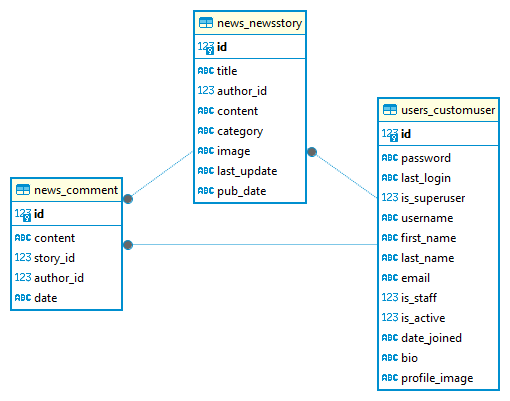 news_newsstory
123 id
ABC title
123 author_id
ABC content
ABC category
ABC image
ABC last_update
ABC pub_date
users_customuser
123 id
ABC password
ABC last_login
123 is_superuser
ABC username
ABC first_name
ABC last_name
ABC email
123 is_staff
123 is_active
ABC date_joined
ABC bio
ABC profile_image
news_comment
123 id
ABC content
123 story_id
123 author_id
ABC date